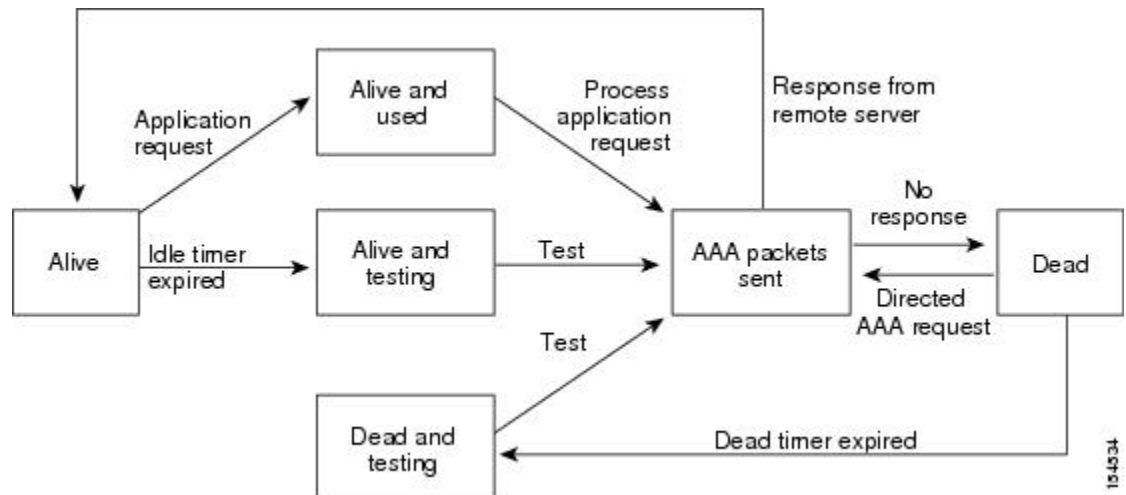 Alive and
used
Process
application
request
Response from
remote server
Application
request
No
response
Alive
Idle timer
expired
Alive and
testing
Test
AAA packets
sent
Dead
Directed
AAA request
Test
Dead and
testing
Dead timer expired
154534